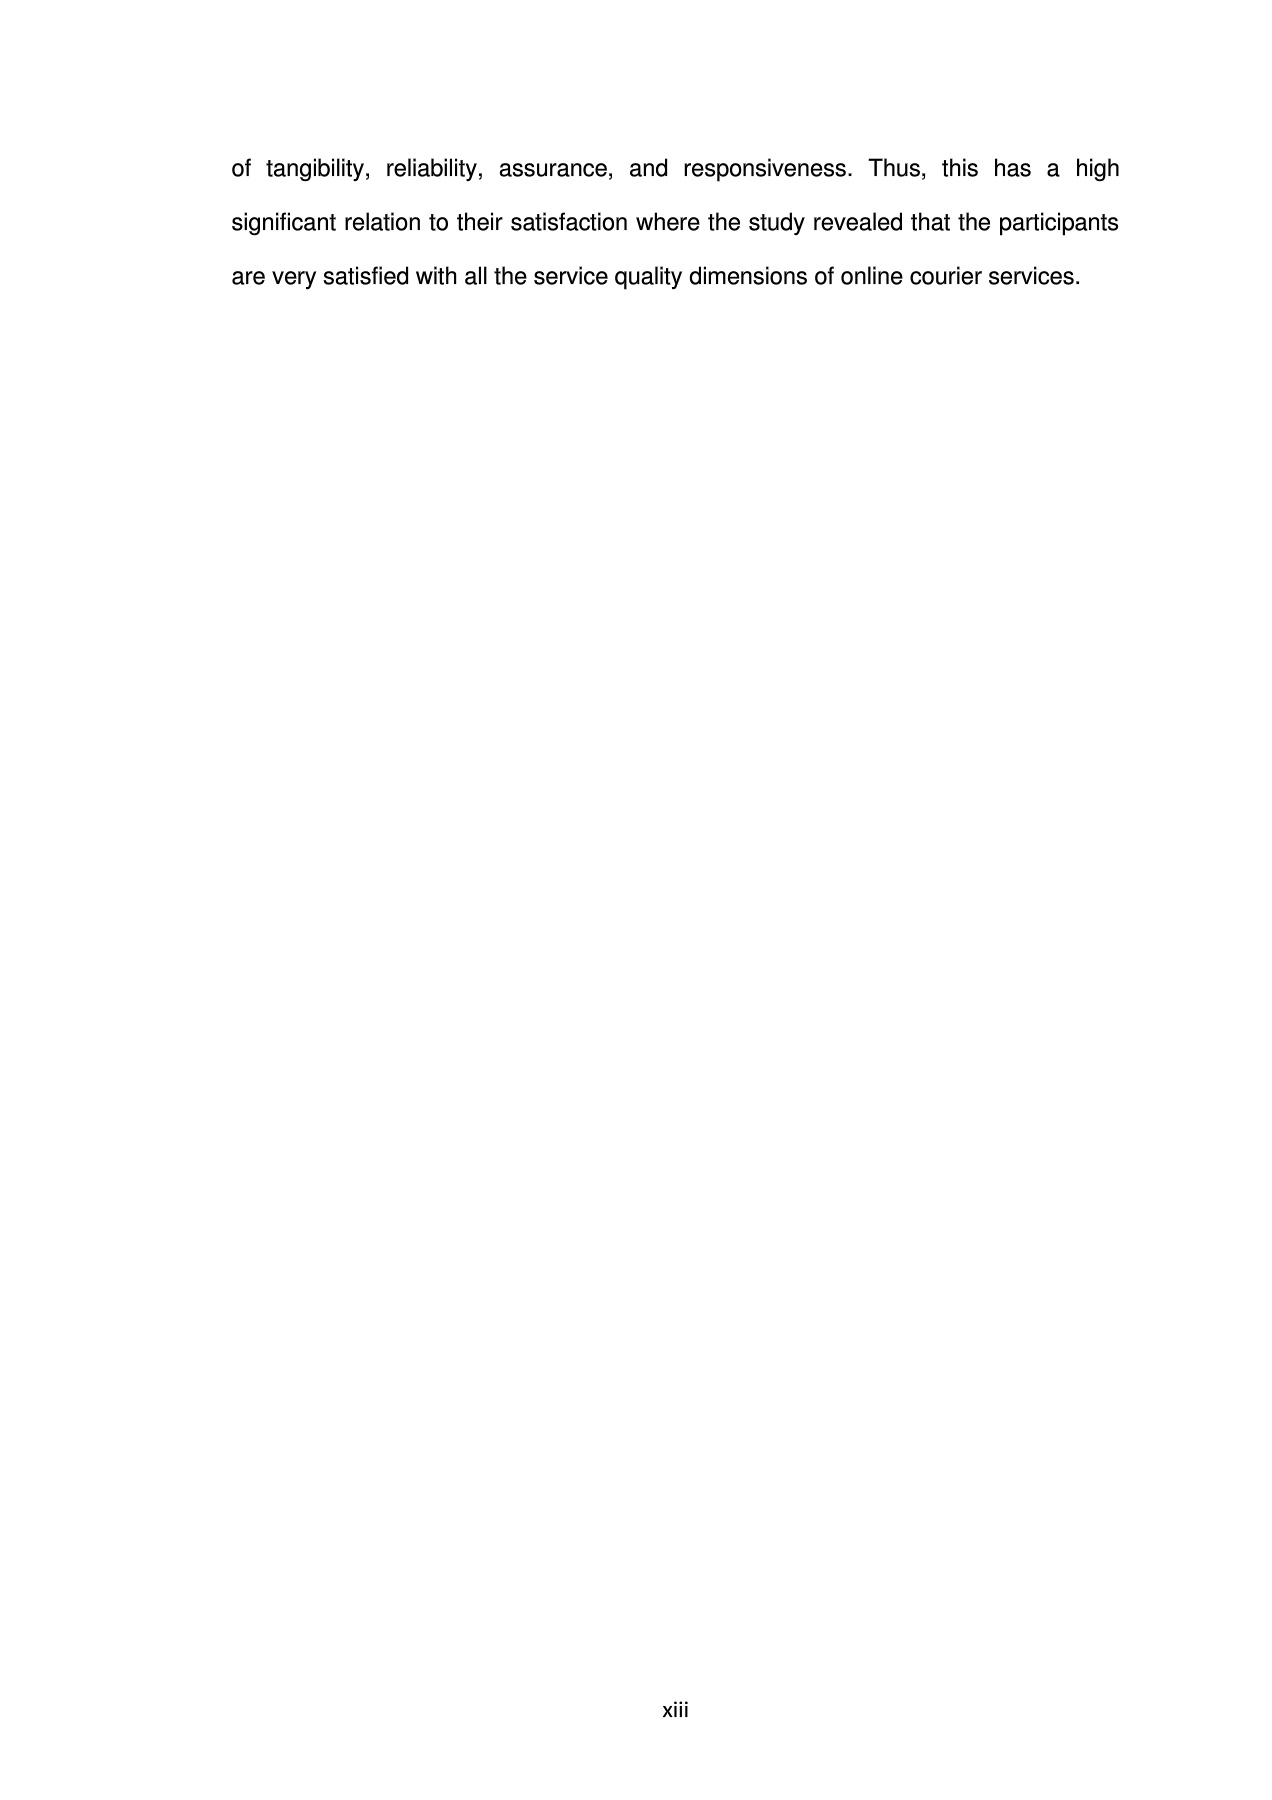 of tangibility, reliability, assurance, and responsiveness. Thus, this has a high
significant relation to their satisfaction where the study revealed that the participants
are very satisfied with all the service quality dimensions of online courier services.
xiii